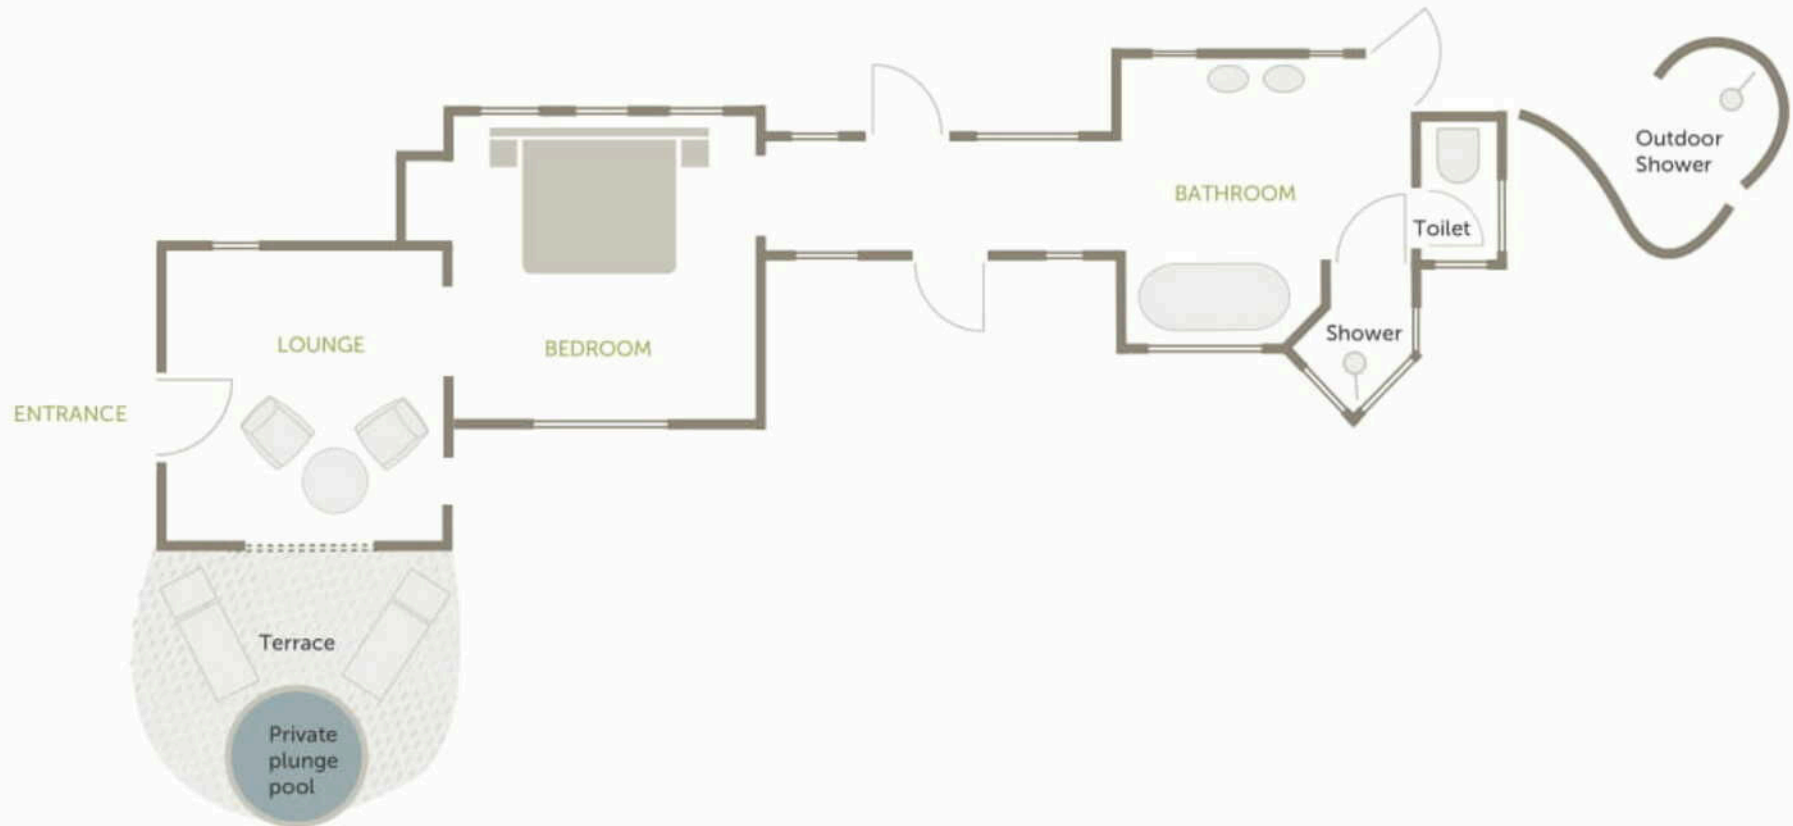 Outdoor
Shower
BATHROOM
Toilet
LOUNGE
BEDROOM
Shower
ENTRANCE
Terrace
Private
plunge
pool